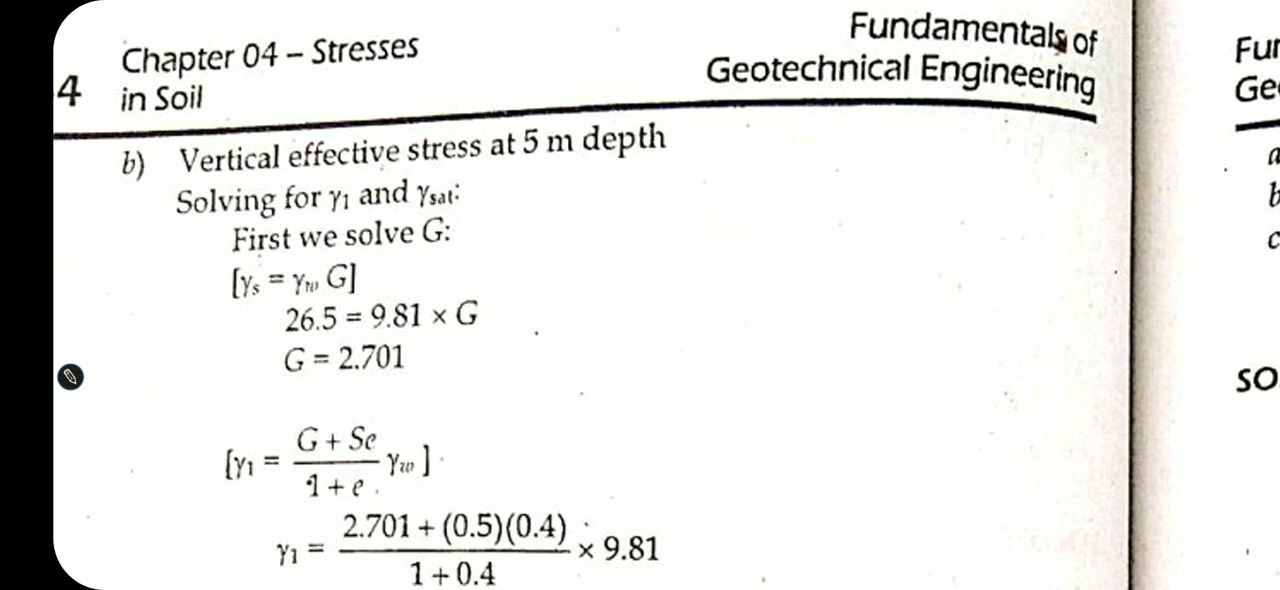 4
Chapter 04 – Stresses
in Soil
Fundamentals of
Geotechnical Engineering
b) Vertical effective stress at 5 m depth
Solving for γ₁ and γsat:
First we solve G:
[γs = γw G]
26.5 = 9.81 × G
G = 2.701
[γ₁ = (G + Se)/(1 + e) γw]
γ₁ = (2.701 + (0.5)(0.4))/(1 + 0.4) × 9.81
a
b
c
SO